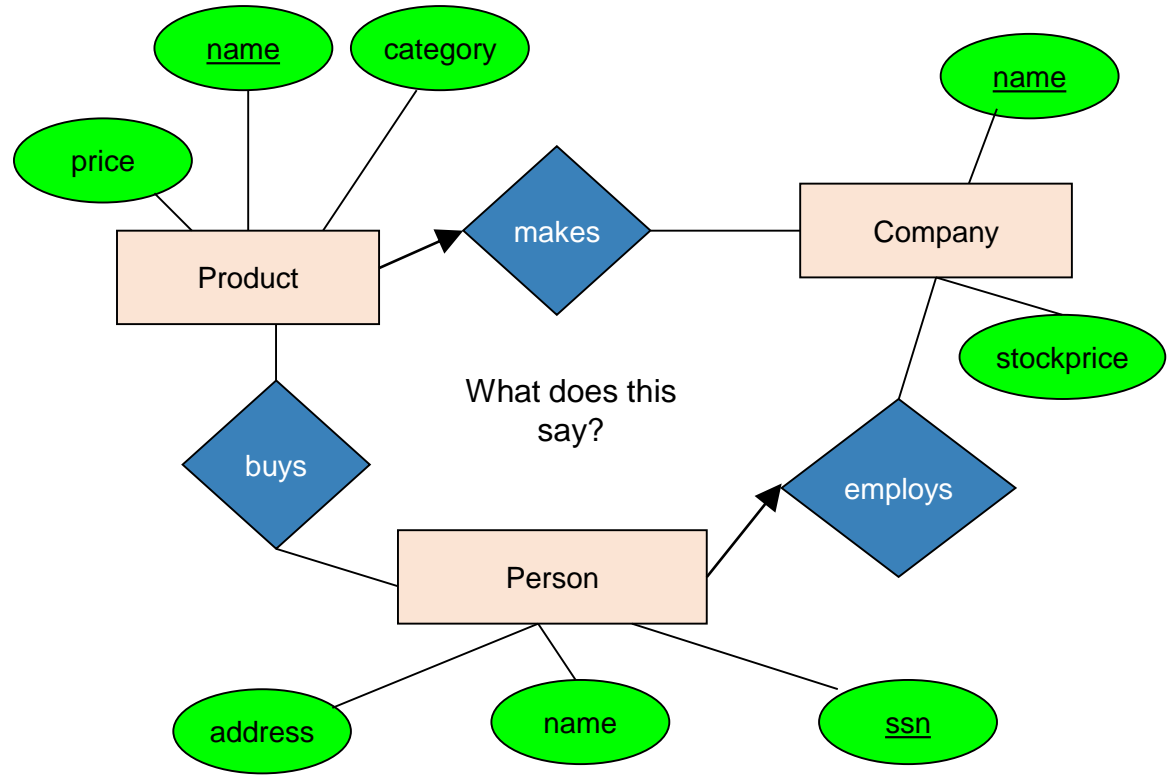 name
category
name
price
makes
Company
Product
stockprice
What does this
say?
buys
employs
Person
address
name
ssn